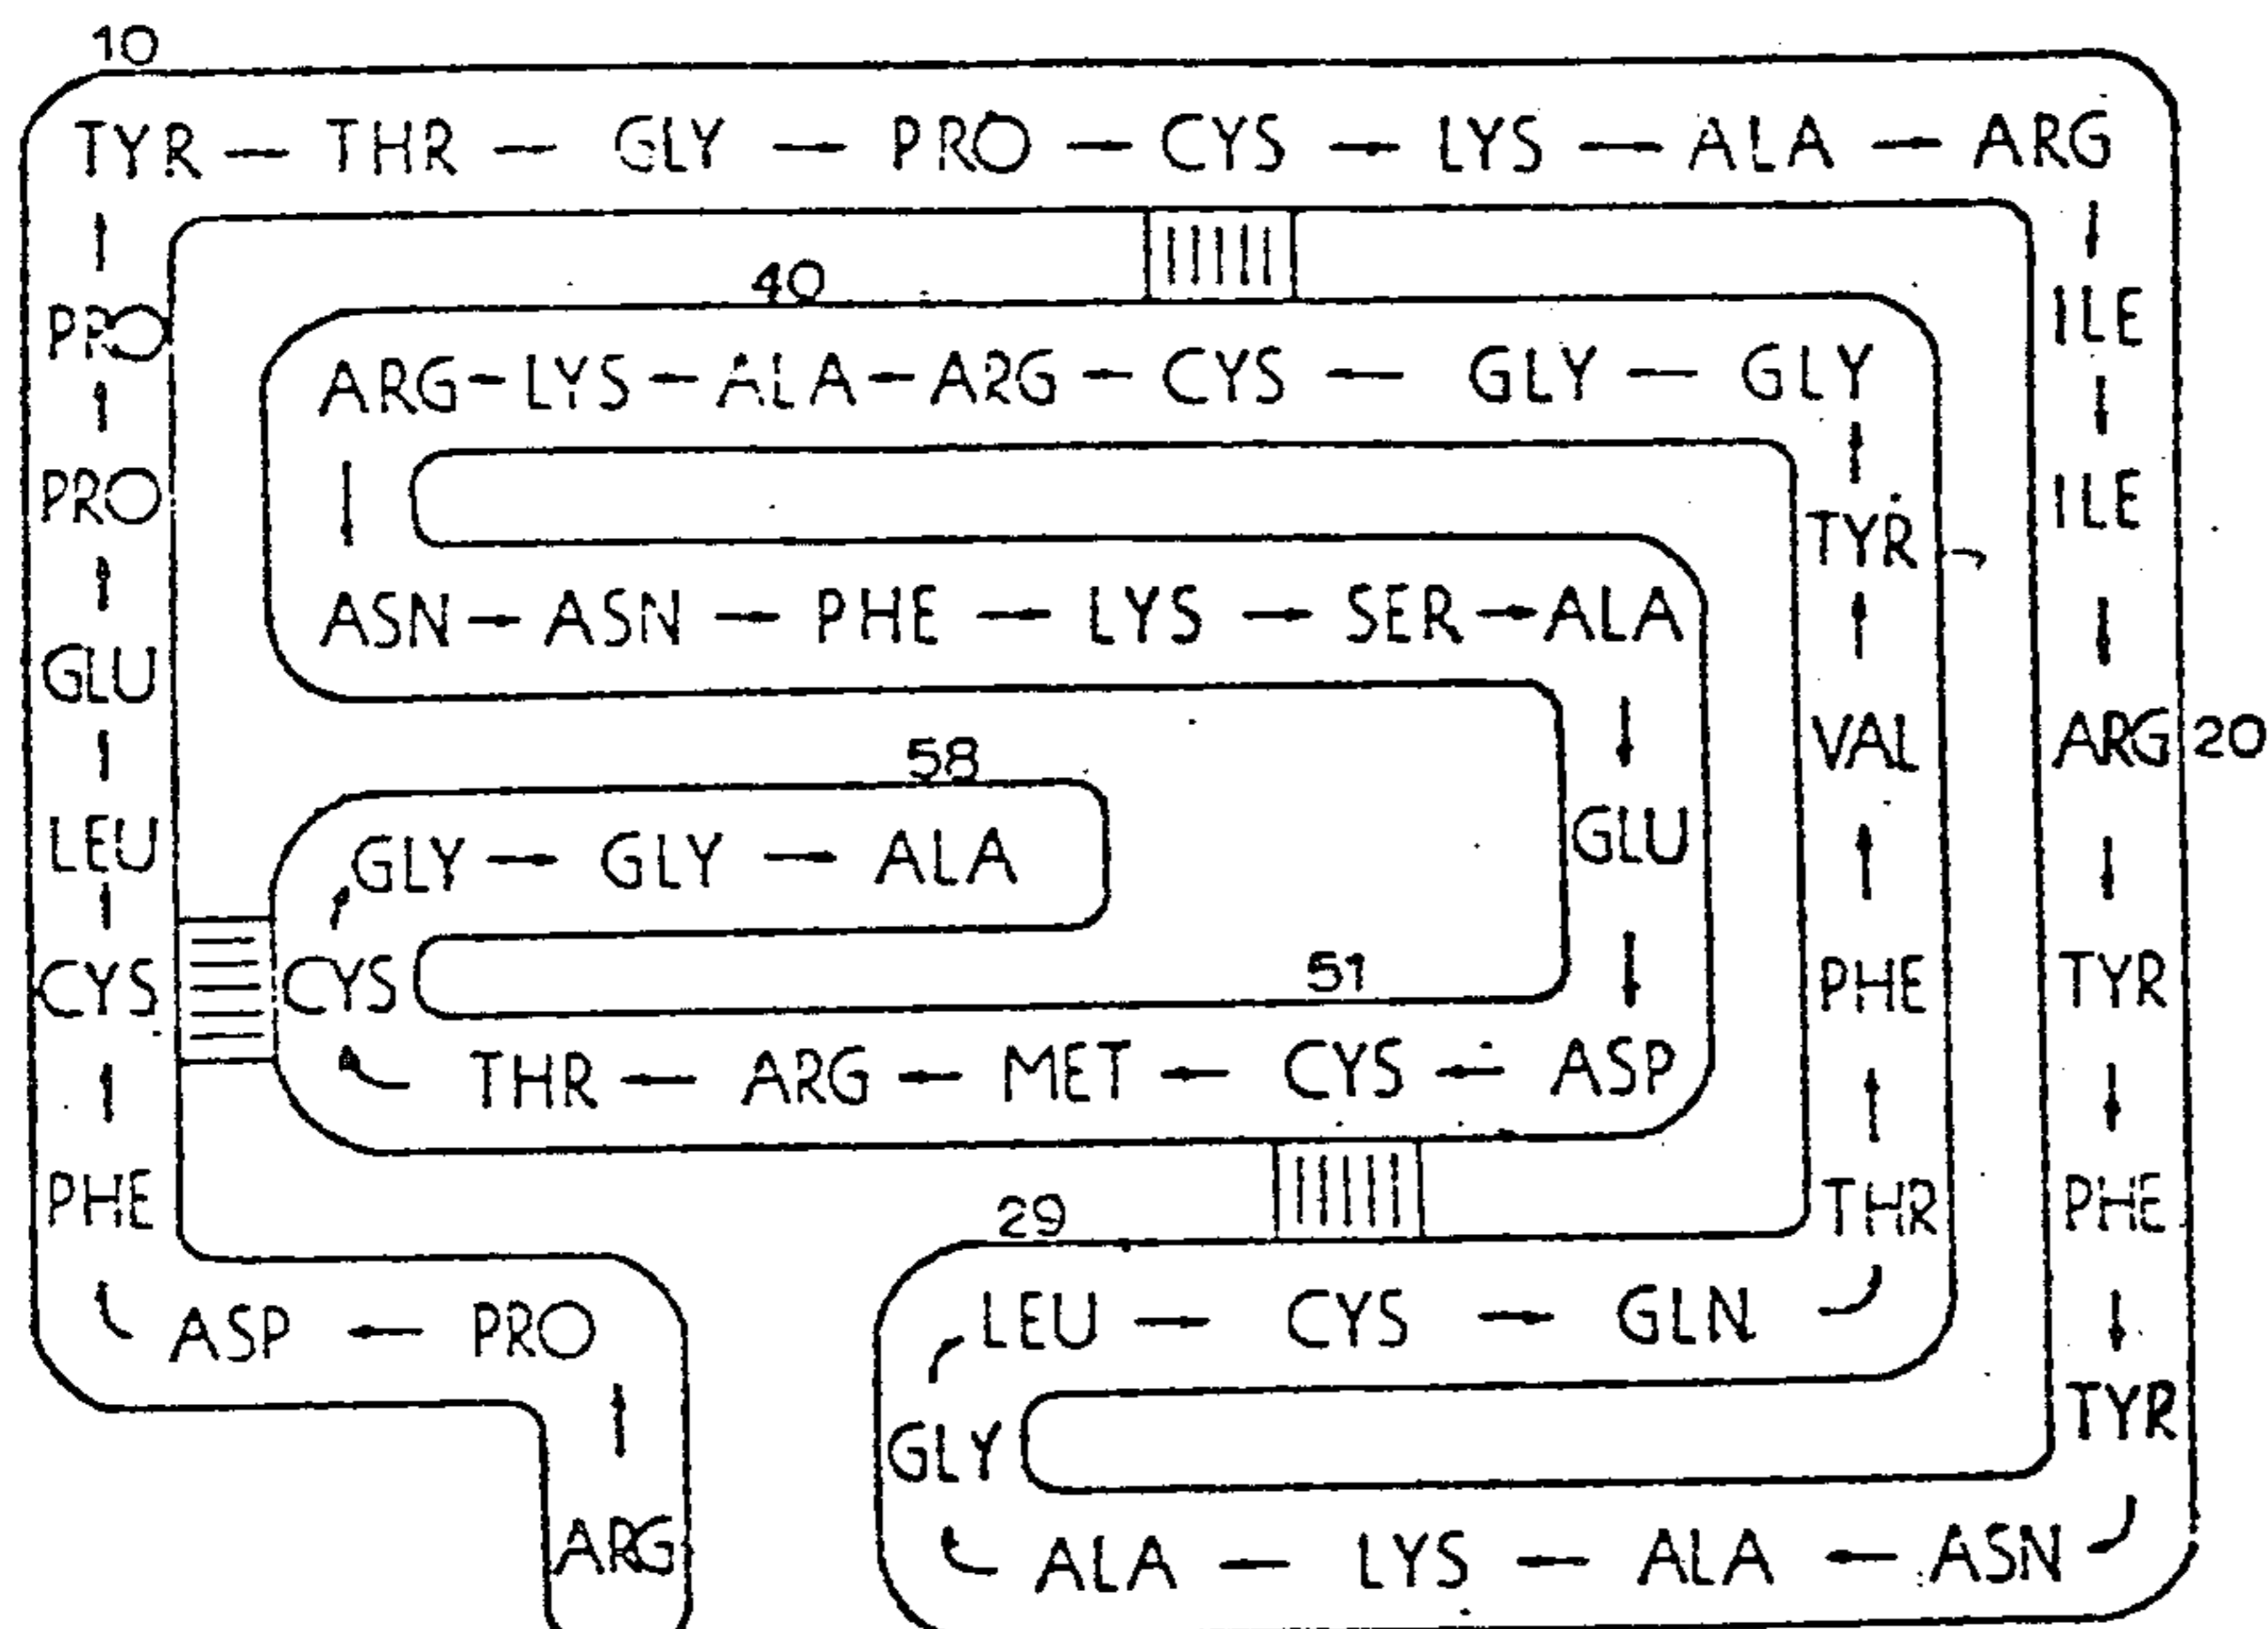 10
TYR THR GLY PRO CYS LYS ALA ARG
PRO 40 ILE
ARG LYS ALA ARG CYS GLY GLY
PRO ILE
TYR
ASN ASN PHE LYS SER ALA
GLU
58 VAL ARG 20
LEU GLY GLY ALA GLU
CYS CYS 51 PHE TYR
THR ARG MET CYS ASP
PHE 29 THR PHE
ASP PRO LEU CYS GLN
TYR
GLY
ARG ALA LYS ALA ASN